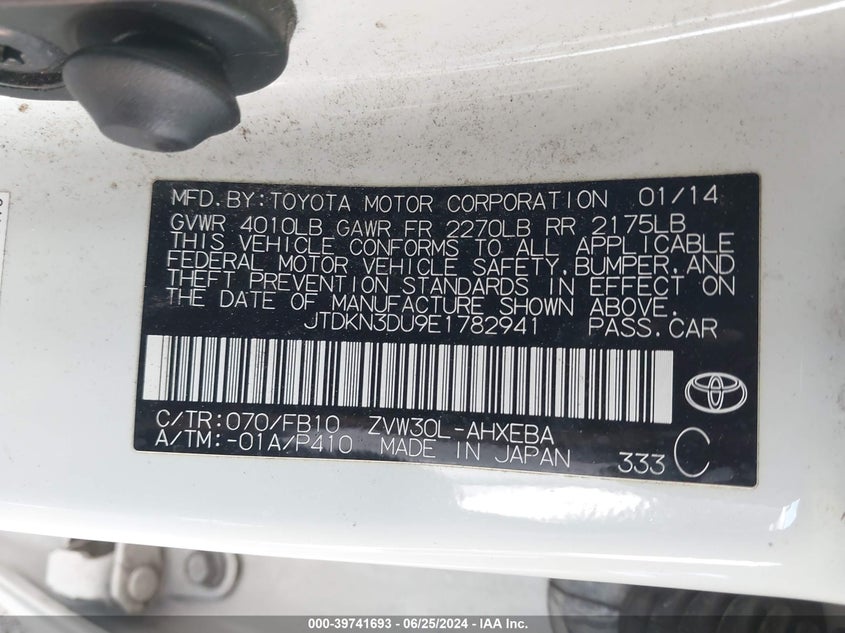 MFD.BY:TOYOTA MOTOR CORPORATION 01/14
GVWR 4010LB GAWR FR 2270LB RR 2175LB
THIS VEHICLE CONFORMS TO ALL APPLICABLE
FEDERAL MOTOR VEHICLE SAFETY,BUMPER,AND
THEFT PREVENTION STANDARDS IN EFFECT ON
THE DATE OF MANUFACTURE SHOWN ABOVE.
JTDKN3DU9E1782941 PASS.CAR
C/TR:070/FB10 ZVW30L-AHXEBA
A/TM:-01A/P410 MADE IN JAPAN 333 C
000-39741693 / 06/25/2024 - IAA Inc.